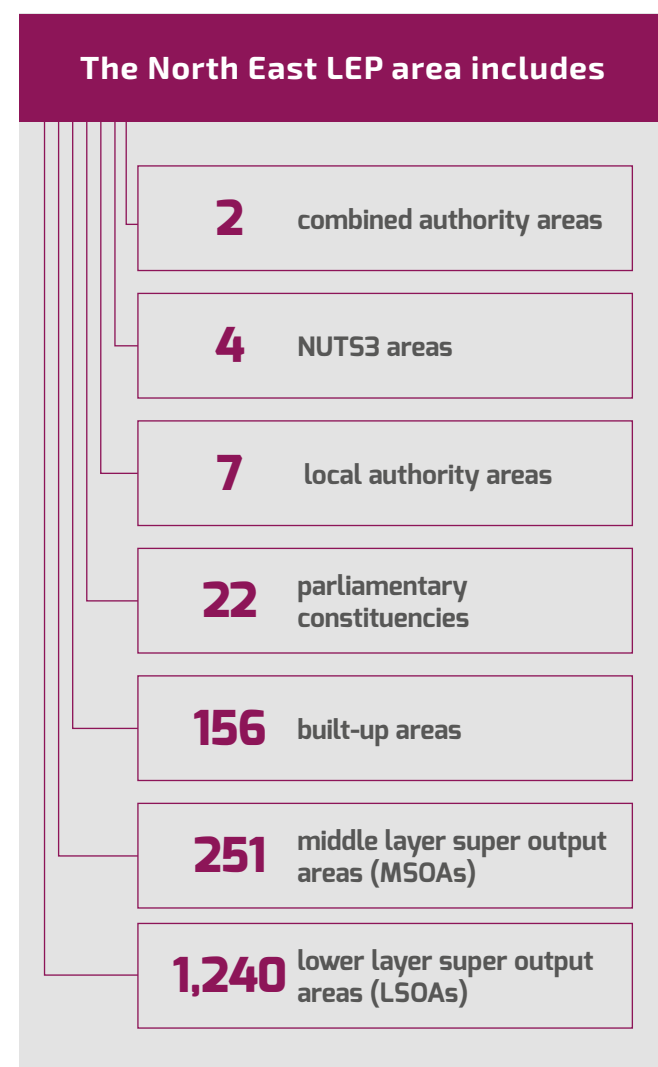 The North East LEP area includes
2 combined authority areas
4 NUTS3 areas
7 local authority areas
22 parliamentary
constituencies
156 built-up areas
251 middle layer super output
areas (MSOAs)
1,240 lower layer super output
areas (LSOAs)